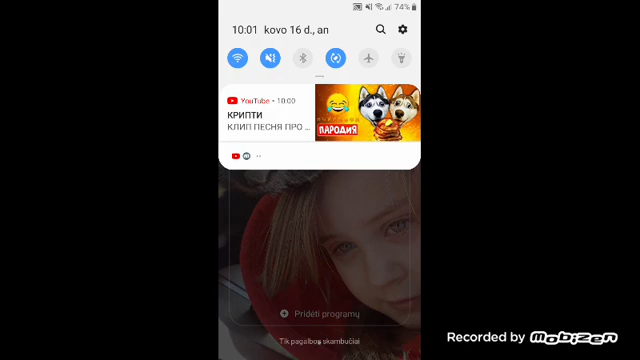 74%
10:01 kovo 16 d., an
YouTube • 10:00
КРИПТИ
КЛИП ПЕСНЯ ПРО ...
ПАРОДИЯ
Pridėti programų
Tik pagalbos skambučiai
Recorded by MOBIZEN